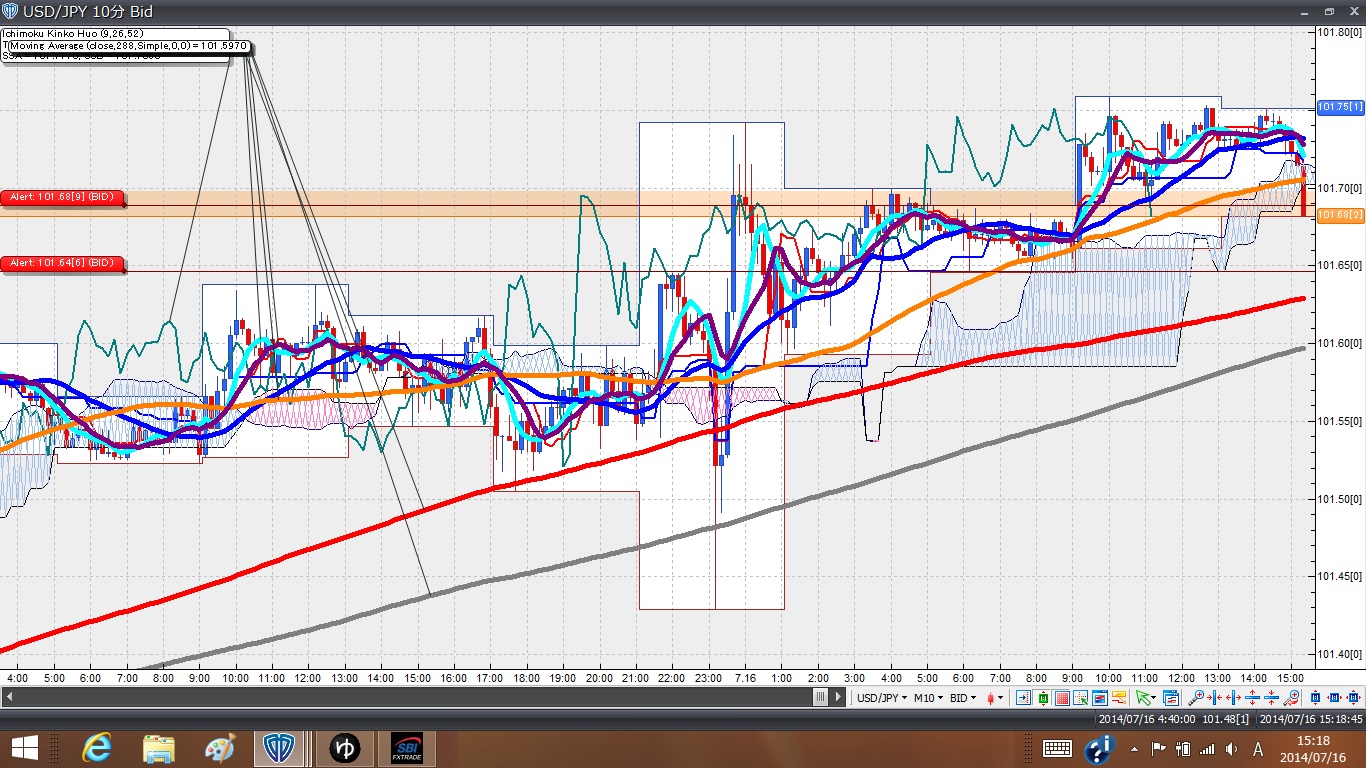 USD/JPY 10分 Bid
Ichimoku Kinko Huo (9,26,52)
Moving Average (close,288,Simple,0,0) = 101.5970
101.80[0]
101.75[1]
Alert: 101.68[9] (BID)
101.70[0]
101.68[2]
Alert: 101.64[6] (BID)
101.65[0]
101.60[0]
101.55[0]
101.50[0]
101.45[0]
101.40[0]
4:00 5:00 6:00 7:00 8:00 9:00 10:00 11:00 12:00 13:00 14:00 15:00 16:00 17:00 18:00 19:00 20:00 21:00 22:00 23:00 7.16 1:00 2:00 3:00 4:00 5:00 6:00 7:00 8:00 9:00 10:00 11:00 12:00 13:00 14:00 15:00
USD/JPY M10 BID
2014/07/16 4:40:00 101.48[1] 2014/07/16 15:18:45
SBI
FXTRADE
A
15:18
2014/07/16